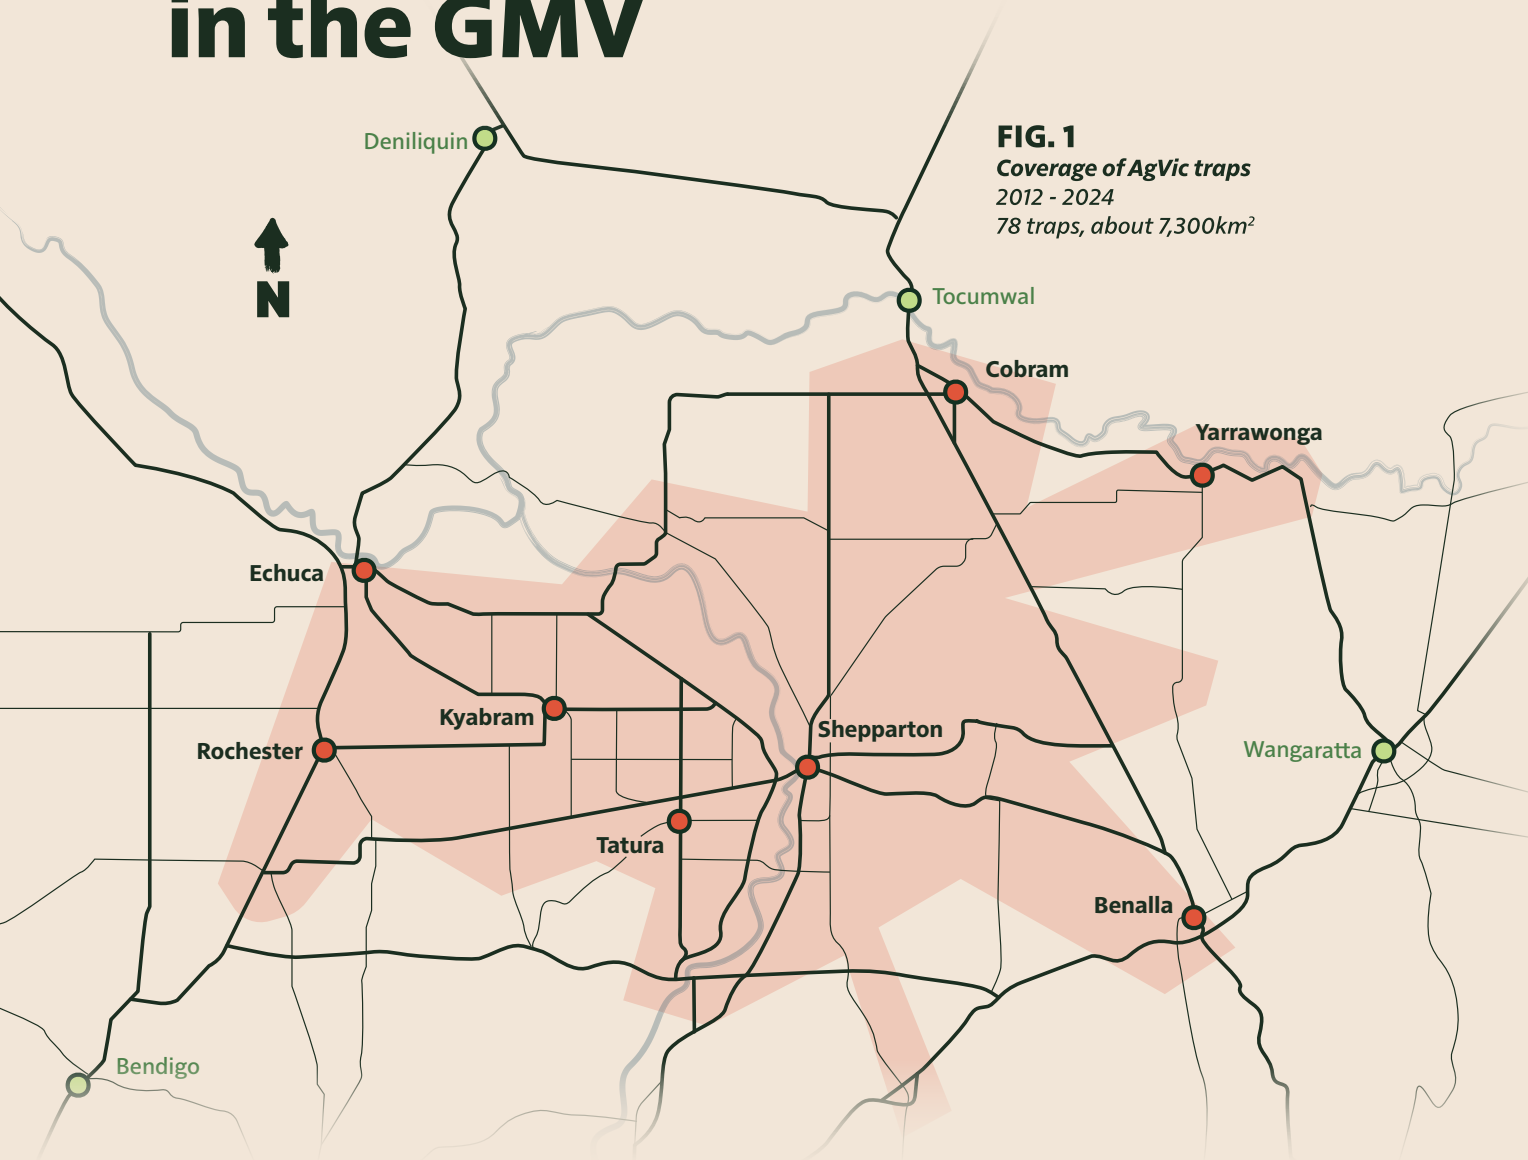 in the GMV
Deniliquin
FIG. 1
Coverage of AgVic traps
2012 - 2024
78 traps, about 7,300km²
N
Tocumwal
Cobram
Yarrawonga
Echuca
Kyabram
Shepparton
Rochester
Wangaratta
Tatura
Benalla
Bendigo